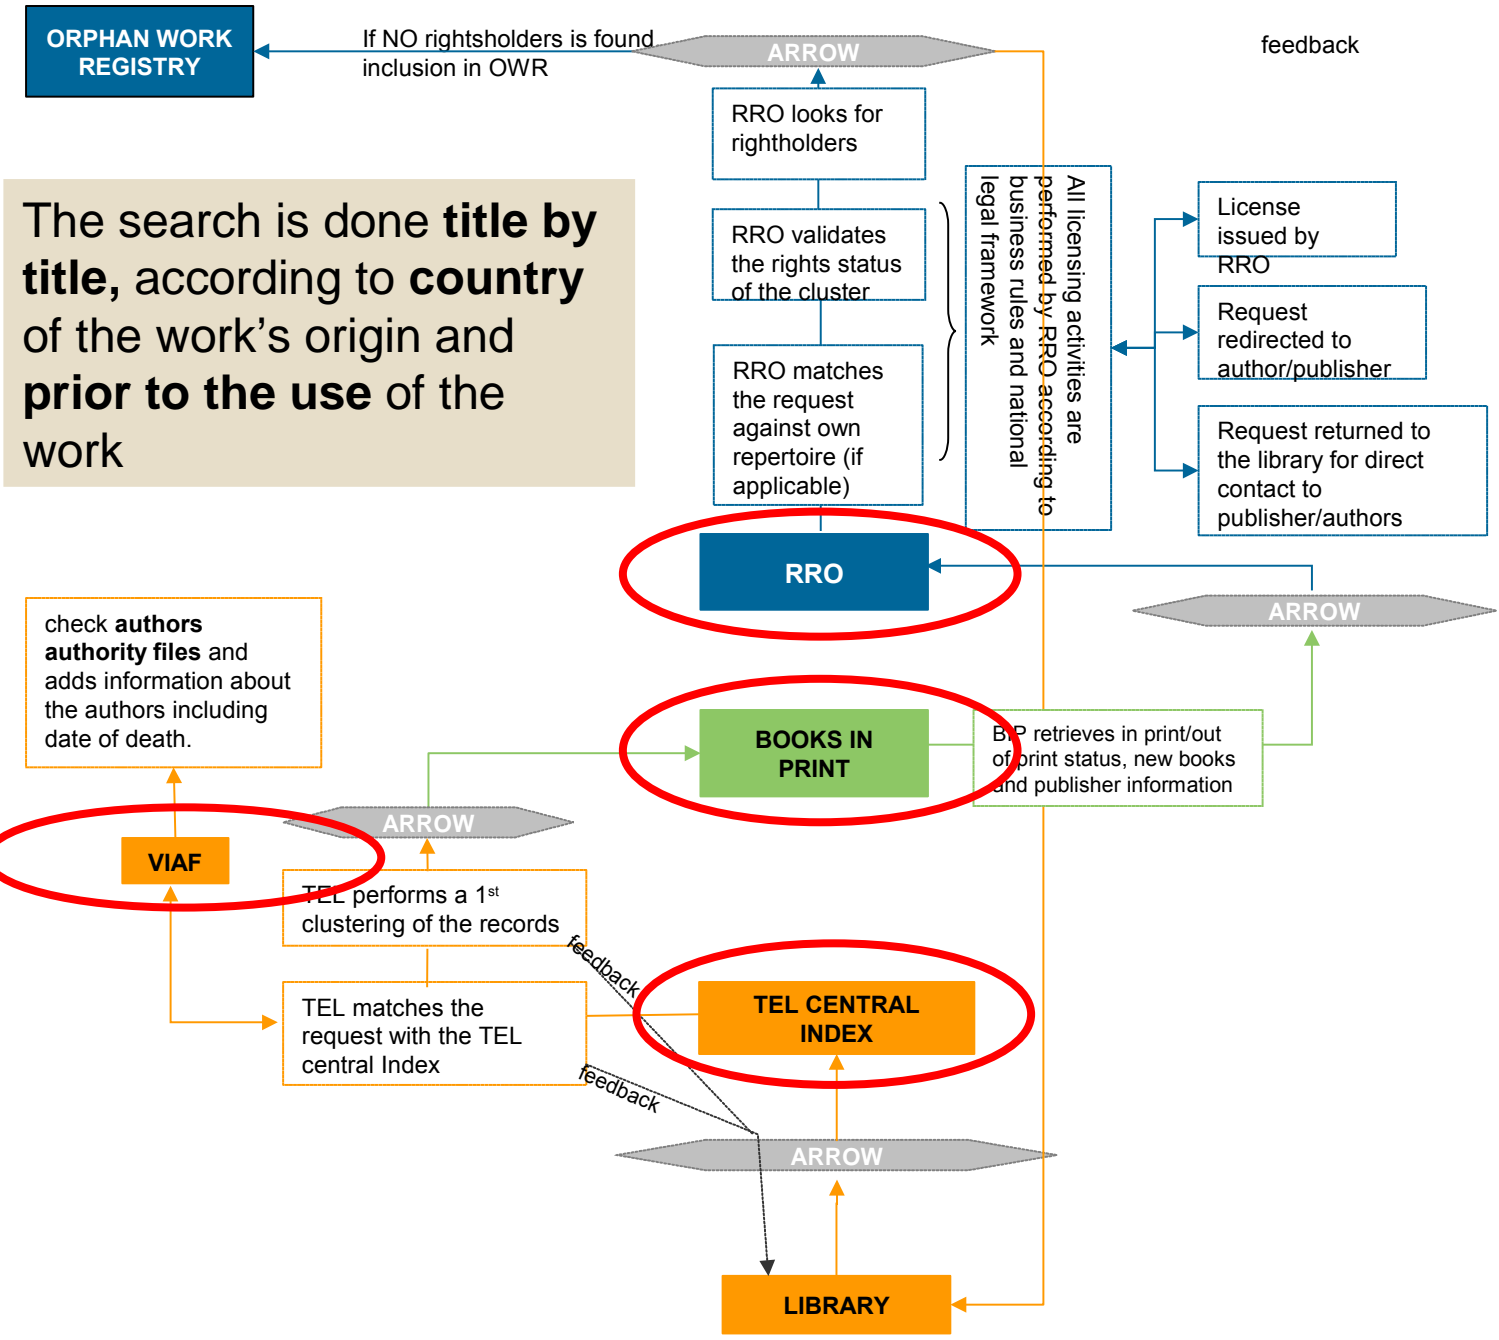 ORPHAN WORK
REGISTRY
If NO rightsholders is found
inclusion in OWR
ARROW
feedback
RRO looks for
rightholders
The search is done title by
title, according to country
of the work’s origin and
prior to the use of the
work
RRO validates
the rights status
of the cluster
RRO matches
the request
against own
repertoire (if
applicable)
All licensing activities are
performed by RRO according to
business rules and national
legal framework
License
issued by
RRO
Request
redirected to
author/publisher
Request returned to
the library for direct
contact to
publisher/authors
RRO
ARROW
check authors
authority files and
adds information about
the authors including
date of death.
BOOKS IN
PRINT
BIP retrieves in print/out
of print status, new books
and publisher information
ARROW
VIAF
TEL performs a 1st
clustering of the records
feedback
TEL matches the
request with the TEL
central Index
TEL CENTRAL
INDEX
feedback
ARROW
LIBRARY